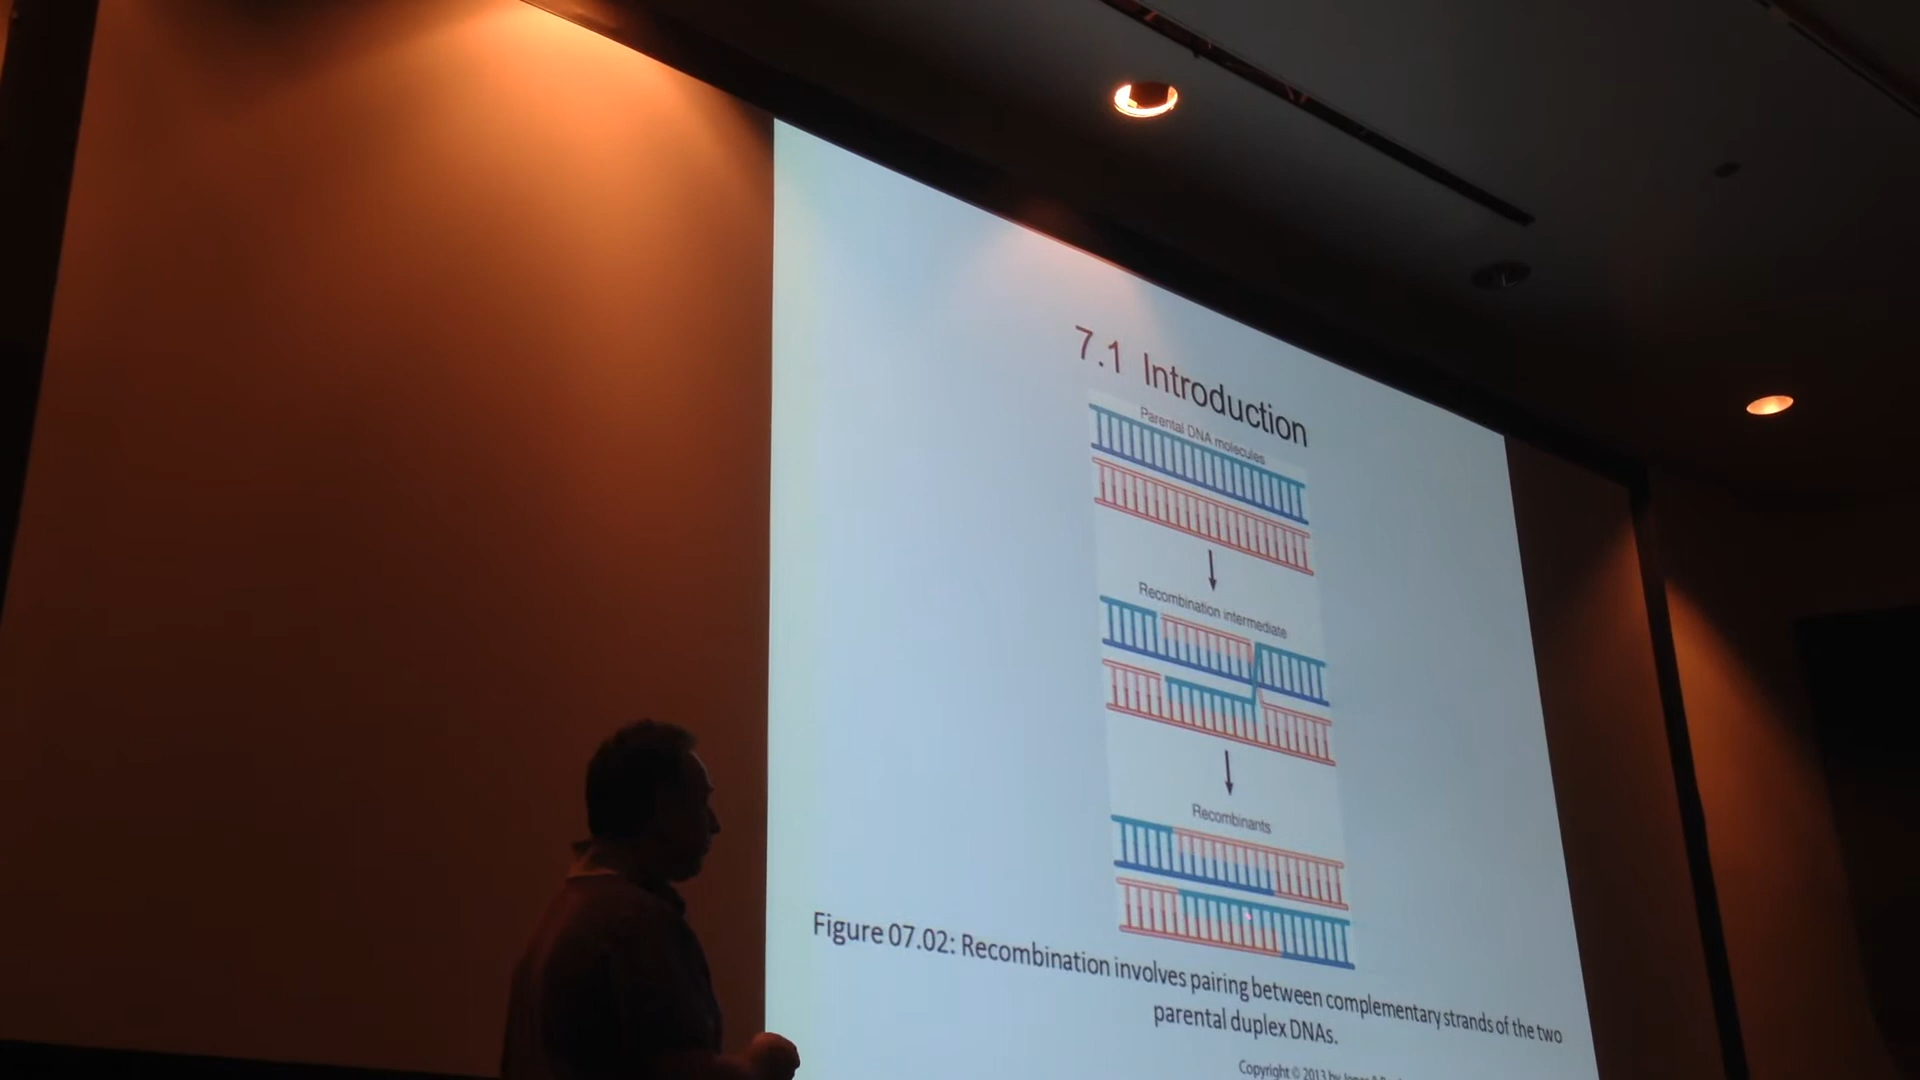 7.1 Introduction
Parental DNA molecules
Recombination intermediate
Recombinants
Figure 07.02: Recombination involves pairing between complementary strands of the two
parental duplex DNAs.
Copyright © 2013 by